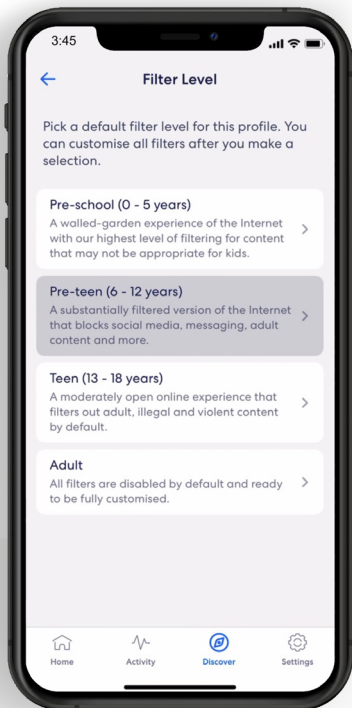 3:45
Filter Level
Pick a default filter level for this profile. You
can customise all filters after you make a
selection.
Pre-school (0 - 5 years)
A walled-garden experience of the Internet
with our highest level of filtering for content
that may not be appropriate for kids.
Pre-teen (6 - 12 years)
A substantially filtered version of the Internet
that blocks social media, messaging, adult
content and more.
Teen (13 - 18 years)
A moderately open online experience that
filters out adult, illegal and violent content
by default.
Adult
All filters are disabled by default and ready
to be fully customised.
Home Activity Discover Settings